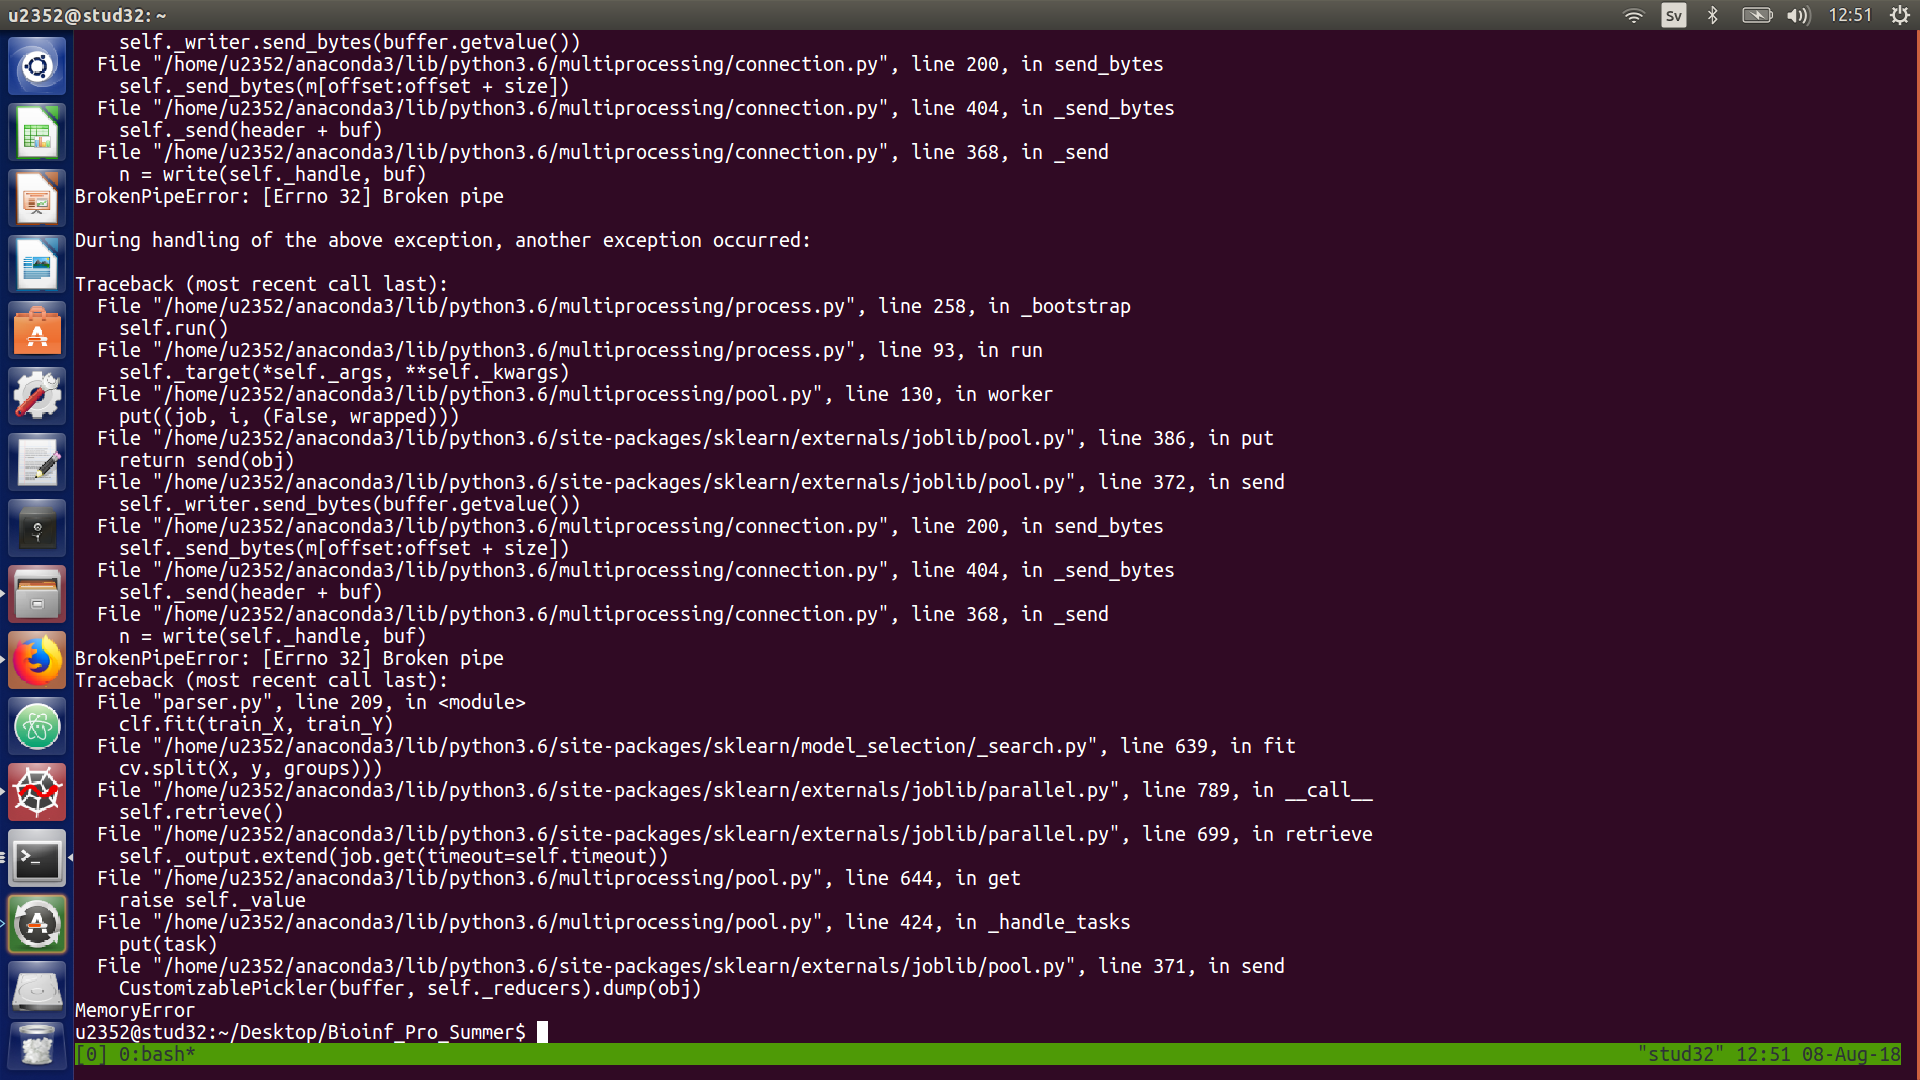 u2352@stud32: ~
Sv
12:51
    self._writer.send_bytes(buffer.getvalue())
  File "/home/u2352/anaconda3/lib/python3.6/multiprocessing/connection.py", line 200, in send_bytes
    self._send_bytes(m[offset:offset + size])
  File "/home/u2352/anaconda3/lib/python3.6/multiprocessing/connection.py", line 404, in _send_bytes
    self._send(header + buf)
  File "/home/u2352/anaconda3/lib/python3.6/multiprocessing/connection.py", line 368, in _send
    n = write(self._handle, buf)
BrokenPipeError: [Errno 32] Broken pipe

During handling of the above exception, another exception occurred:

Traceback (most recent call last):
  File "/home/u2352/anaconda3/lib/python3.6/multiprocessing/process.py", line 258, in _bootstrap
    self.run()
  File "/home/u2352/anaconda3/lib/python3.6/multiprocessing/process.py", line 93, in run
    self._target(*self._args, **self._kwargs)
  File "/home/u2352/anaconda3/lib/python3.6/multiprocessing/pool.py", line 130, in worker
    put((job, i, (False, wrapped)))
  File "/home/u2352/anaconda3/lib/python3.6/site-packages/sklearn/externals/joblib/pool.py", line 386, in put
    return send(obj)
  File "/home/u2352/anaconda3/lib/python3.6/site-packages/sklearn/externals/joblib/pool.py", line 372, in send
    self._writer.send_bytes(buffer.getvalue())
  File "/home/u2352/anaconda3/lib/python3.6/multiprocessing/connection.py", line 200, in send_bytes
    self._send_bytes(m[offset:offset + size])
  File "/home/u2352/anaconda3/lib/python3.6/multiprocessing/connection.py", line 404, in _send_bytes
    self._send(header + buf)
  File "/home/u2352/anaconda3/lib/python3.6/multiprocessing/connection.py", line 368, in _send
    n = write(self._handle, buf)
BrokenPipeError: [Errno 32] Broken pipe
Traceback (most recent call last):
  File "parser.py", line 209, in <module>
    clf.fit(train_X, train_Y)
  File "/home/u2352/anaconda3/lib/python3.6/site-packages/sklearn/model_selection/_search.py", line 639, in fit
    cv.split(X, y, groups)))
  File "/home/u2352/anaconda3/lib/python3.6/site-packages/sklearn/externals/joblib/parallel.py", line 789, in __call__
    self.retrieve()
  File "/home/u2352/anaconda3/lib/python3.6/site-packages/sklearn/externals/joblib/parallel.py", line 699, in retrieve
    self._output.extend(job.get(timeout=self.timeout))
  File "/home/u2352/anaconda3/lib/python3.6/multiprocessing/pool.py", line 644, in get
    raise self._value
  File "/home/u2352/anaconda3/lib/python3.6/multiprocessing/pool.py", line 424, in _handle_tasks
    put(task)
  File "/home/u2352/anaconda3/lib/python3.6/site-packages/sklearn/externals/joblib/pool.py", line 371, in send
    CustomizablePickler(buffer, self._reducers).dump(obj)
MemoryError
u2352@stud32:~/Desktop/Bioinf_Pro_Summer$
[0] 0:bash* "stud32" 12:51 08-Aug-18